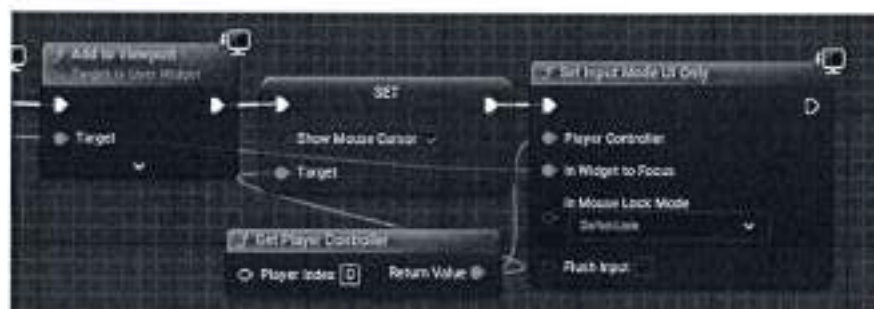 f Add to Viewport
Target is User Widget
Target
SET
Show Mouse Cursor
Target
f Get Player Controller
Player Index 0
Return Value
f Set Input Mode UI Only
Player Controller
In Widget to Focus
In Mouse Lock Mode
Flush Input